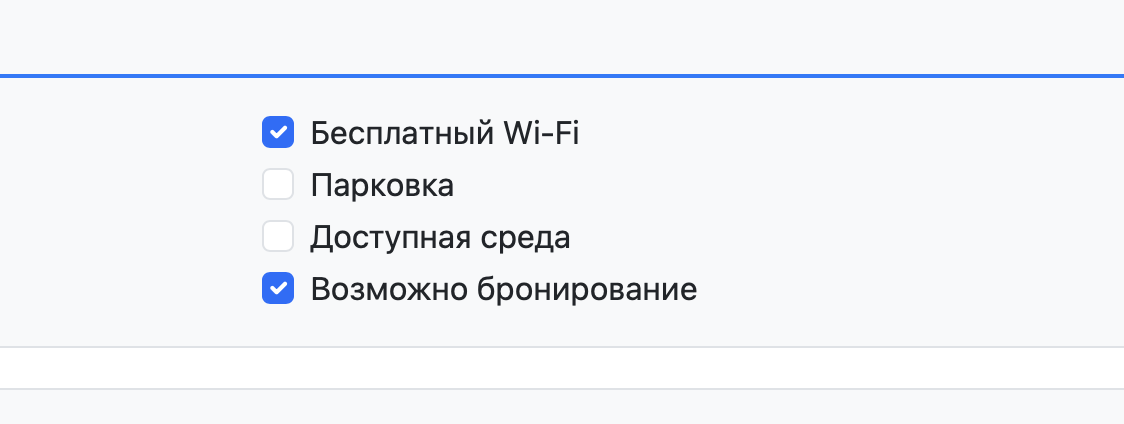 Бесплатный Wi-Fi
Парковка
Доступная среда
Возможно бронирование